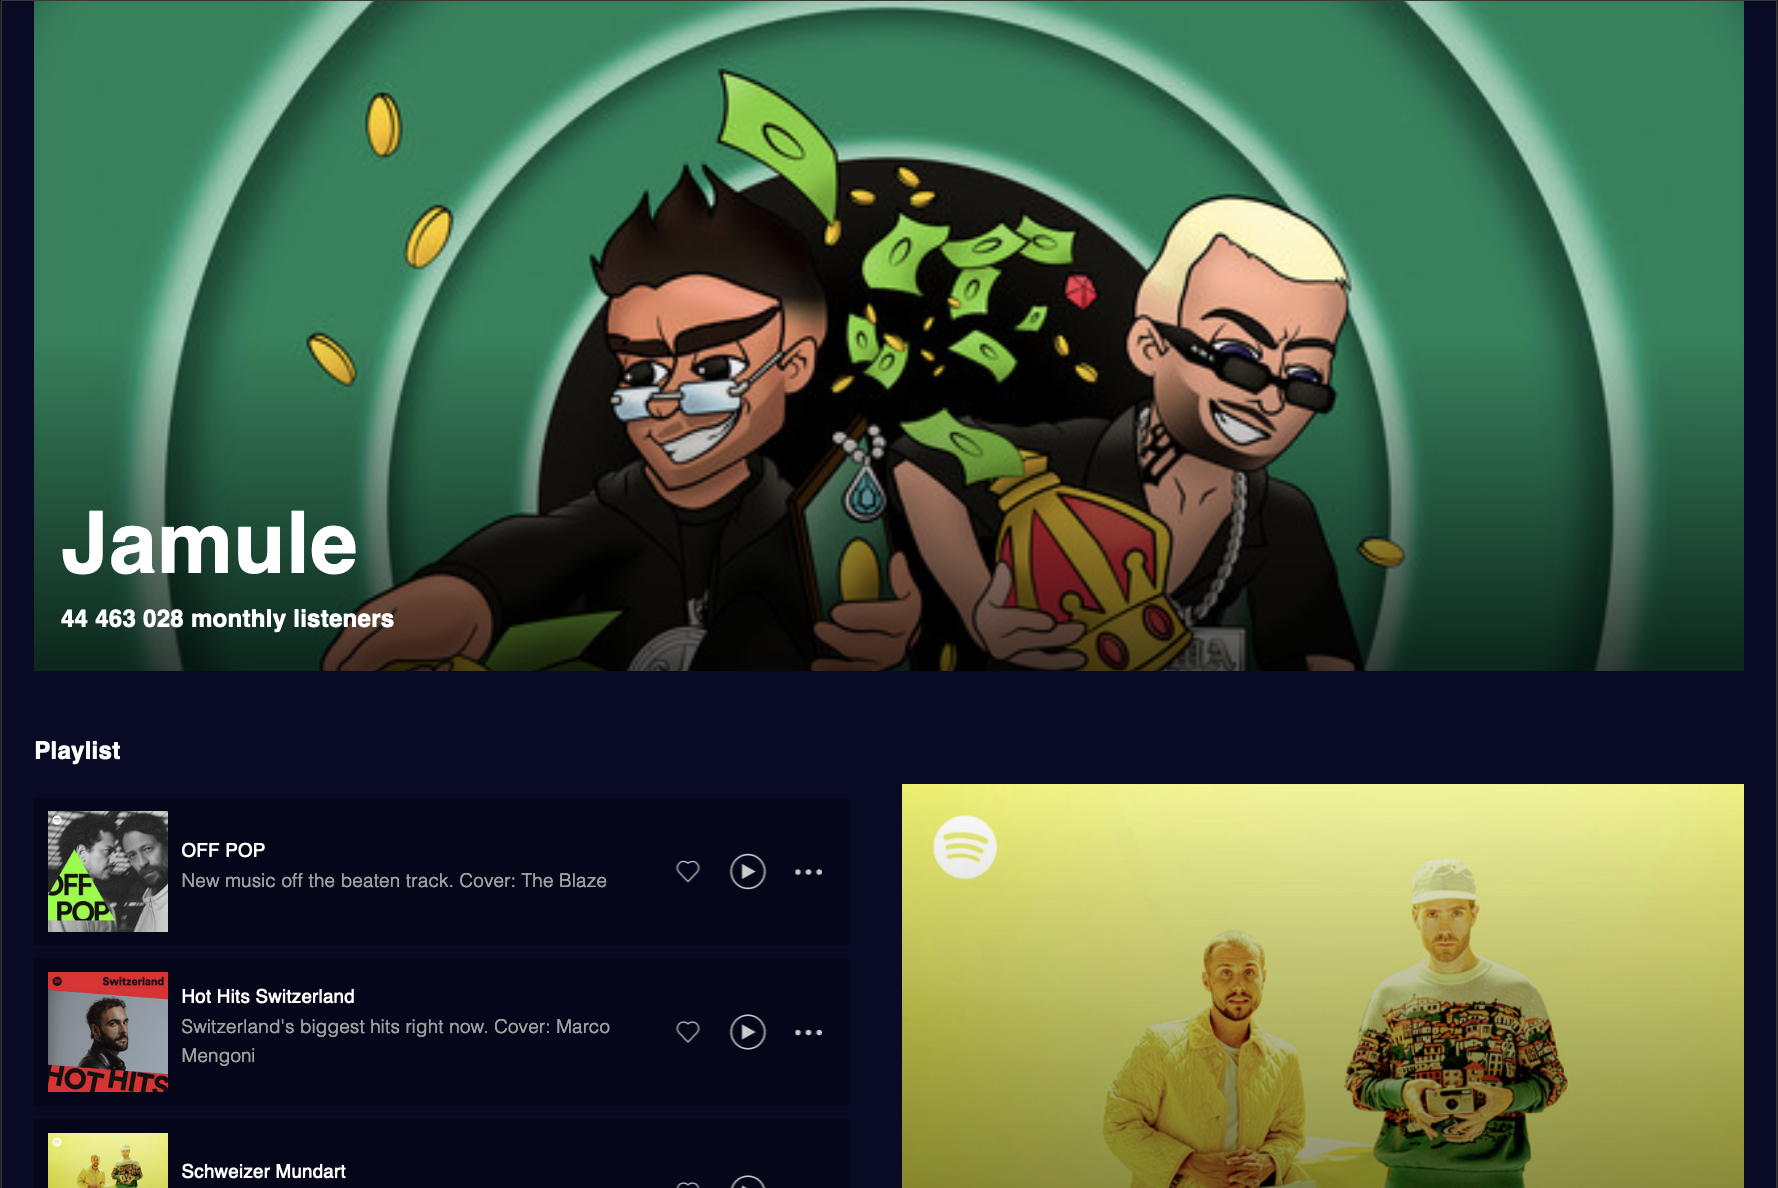 Jamule
44 463 028 monthly listeners
Playlist
OFF POP
New music off the beaten track. Cover: The Blaze
OFF
POP
Switzerland
HOT HITS
Hot Hits Switzerland
Switzerland's biggest hits right now. Cover: Marco
Mengoni
Schweizer Mundart